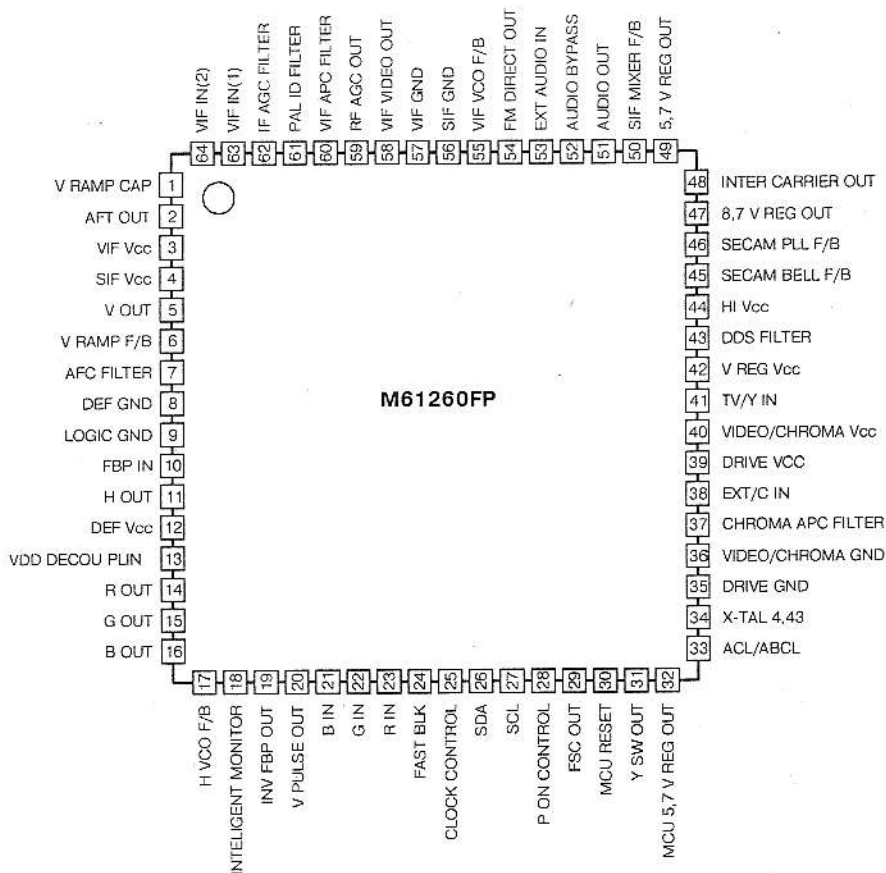 VIF IN(2)
VIF IN(1)
IF AGC FILTER
PAL ID FILTER
VIF APC FILTER
RF AGC OUT
VIF VIDEO OUT
VIF GND
SIF GND
VIF VCO F/B
FM DIRECT OUT
EXT AUDIO IN
AUDIO BYPASS
AUDIO OUT
SIF MIXER F/B
5,7 V REG OUT
64 63 62 61 60 59 58 57 56 55 54 53 52 51 50 49
V RAMP CAP 1
AFT OUT 2
VIF Vcc 3
SIF Vcc 4
V OUT 5
V RAMP F/B 6
AFC FILTER 7
DEF GND 8
LOGIC GND 9
FBP IN 10
H OUT 11
DEF Vcc 12
VDD DECOU PLIN 13
R OUT 14
G OUT 15
B OUT 16
M61260FP
48 INTER CARRIER OUT
47 8,7 V REG OUT
46 SECAM PLL F/B
45 SECAM BELL F/B
44 HI Vcc
43 DDS FILTER
42 V REG Vcc
41 TV/Y IN
40 VIDEO/CHROMA Vcc
39 DRIVE VCC
38 EXT/C IN
37 CHROMA APC FILTER
36 VIDEO/CHROMA GND
35 DRIVE GND
34 X-TAL 4,43
33 ACL/ABCL
17 18 19 20 21 22 23 24 25 26 27 28 29 30 31 32
H VCO F/B
INTELIGENT MONITOR
INV FBP OUT
V PULSE OUT
B IN
G IN
R IN
FAST BLK
CLOCK CONTROL
SDA
SCL
P ON CONTROL
FSC OUT
MCU RESET
Y SW OUT
MCU 5,7 V REG OUT